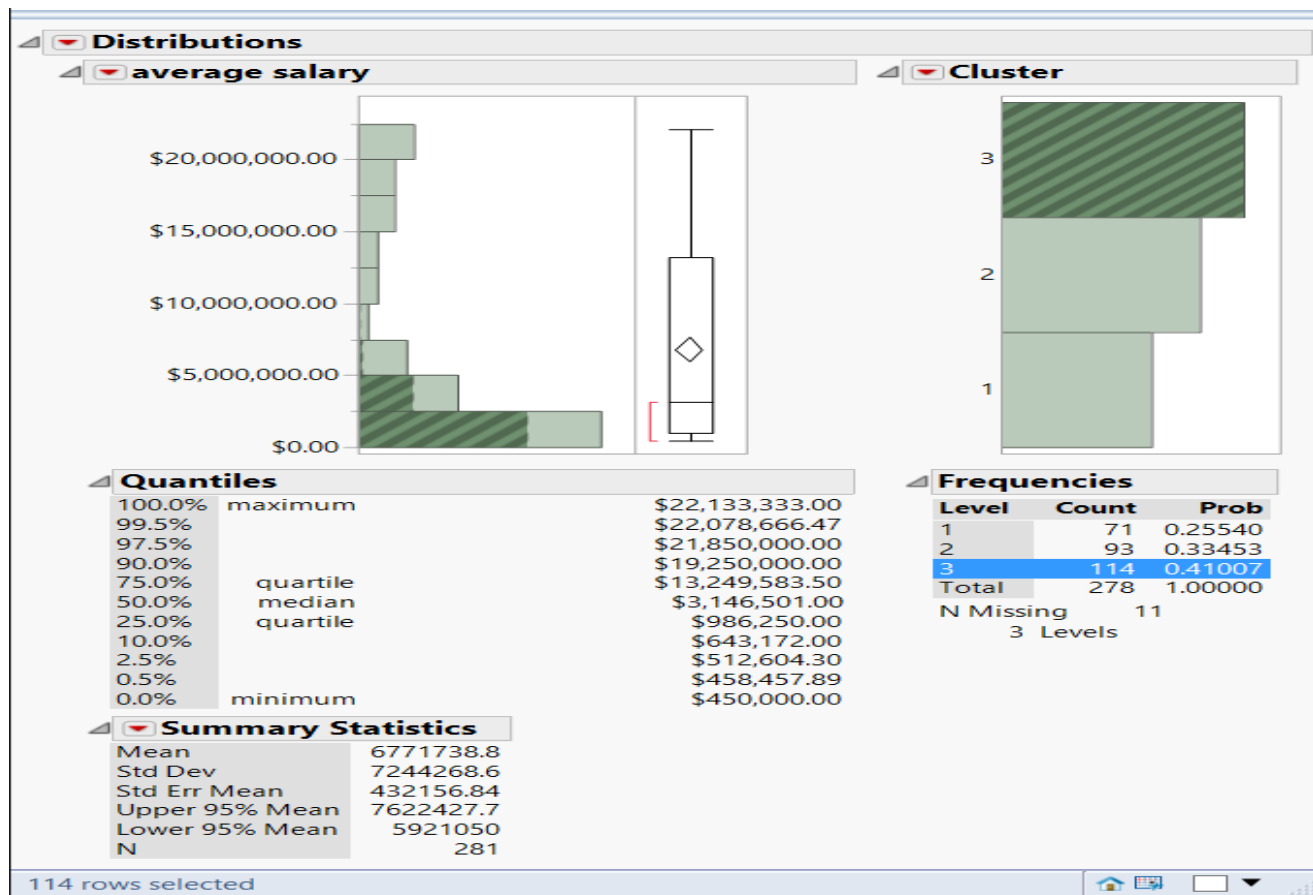 Distributions
average salary
$20,000,000.00
$15,000,000.00
$10,000,000.00
$5,000,000.00
$0.00
Quantiles
100.0% maximum $22,133,333.00
99.5% $22,078,666.47
97.5% $21,850,000.00
90.0% $19,250,000.00
75.0% quartile $13,249,583.50
50.0% median $3,146,501.00
25.0% quartile $986,250.00
10.0% $643,172.00
2.5% $512,604.30
0.5% $458,457.89
0.0% minimum $450,000.00
Summary Statistics
Mean 6771738.8
Std Dev 7244268.6
Std Err Mean 432156.84
Upper 95% Mean 7622427.7
Lower 95% Mean 5921050
N 281
Cluster
3
2
1
Frequencies
Level Count Prob
1 71 0.25540
2 93 0.33453
3 114 0.41007
Total 278 1.00000
N Missing 11
3 Levels
114 rows selected